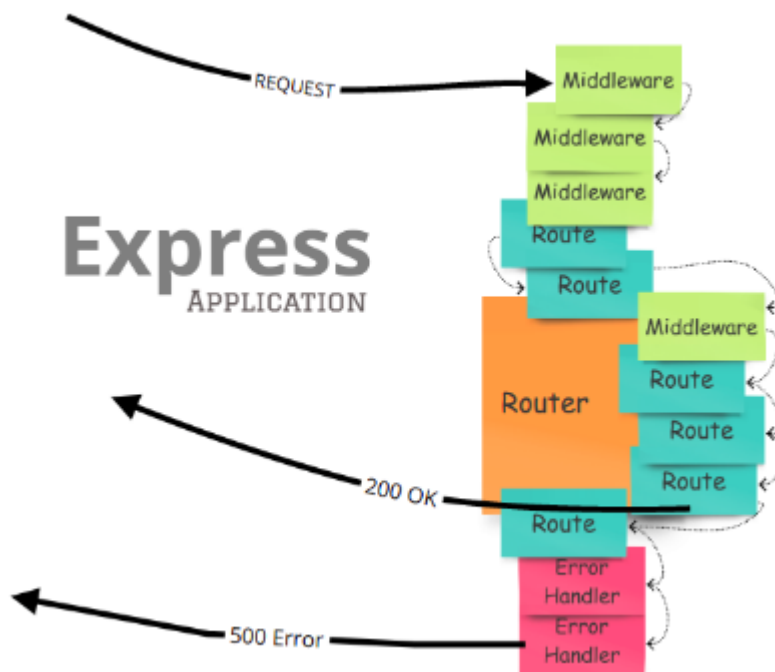 REQUEST
Middleware
Middleware
Middleware
Route
Route
Express
APPLICATION
Middleware
Route
Router
Route
Route
200 OK
Route
Error
Handler
Error
Handler
500 Error